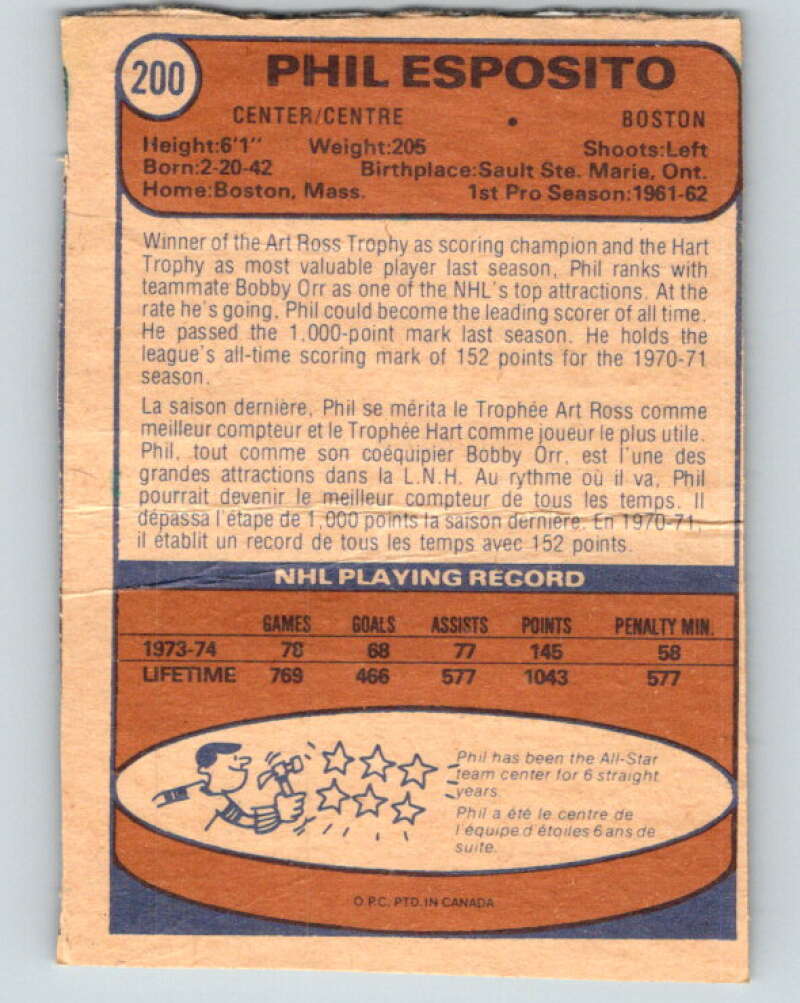 200
PHIL ESPOSITO
CENTER/CENTRE • BOSTON
Height:6'1" Weight:205 Shoots:Left
Born:2-20-42 Birthplace:Sault Ste. Marie, Ont.
Home:Boston, Mass. 1st Pro Season:1961-62
Winner of the Art Ross Trophy as scoring champion and the Hart
Trophy as most valuable player last season, Phil ranks with
teammate Bobby Orr as one of the NHL's top attractions. At the
rate he's going, Phil could become the leading scorer of all time.
He passed the 1,000-point mark last season. He holds the
league's all-time scoring mark of 152 points for the 1970-71
season.
La saison dernière, Phil se mérita le Trophée Art Ross comme
meilleur compteur et le Trophée Hart comme joueur le plus utile.
Phil, tout comme son coéquipier Bobby Orr, est l'une des
grandes attractions dans la L.N.H. Au rythme où il va, Phil
pourrait devenir le meilleur compteur de tous les temps. Il
dépassa l'étape de 1,000 points la saison dernière. En 1970-71,
il établit un record de tous les temps avec 152 points.
NHL PLAYING RECORD
GAMES GOALS ASSISTS POINTS PENALTY MIN.
1973-74 78 68 77 145 58
LIFETIME 769 466 577 1043 577
Phil has been the All-Star
team center for 6 straight
years.
Phil a été le centre de
l'équipe d'étoiles 6 ans de
suite.
O.P.C. PTD. IN CANADA